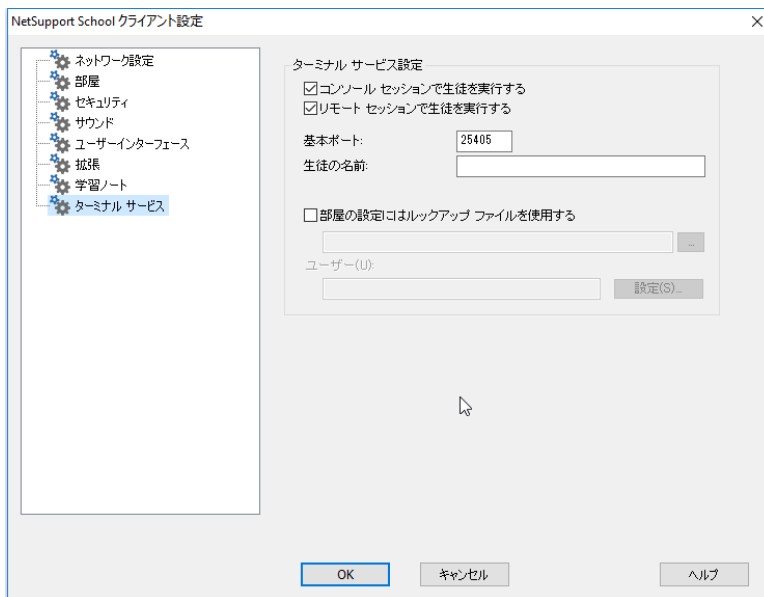 NetSupport School クライアント設定
ネットワーク設定
部屋
セキュリティ
サウンド
ユーザーインターフェース
拡張
学習ノート
ターミナル サービス
ターミナル サービス設定
コンソール セッションで生徒を実行する
リモート セッションで生徒を実行する
基本ポート: 25405
生徒の名前:
部屋の設定にはルックアップ ファイルを使用する
...
ユーザー(U):
設定(S)...
OK キャンセル ヘルプ